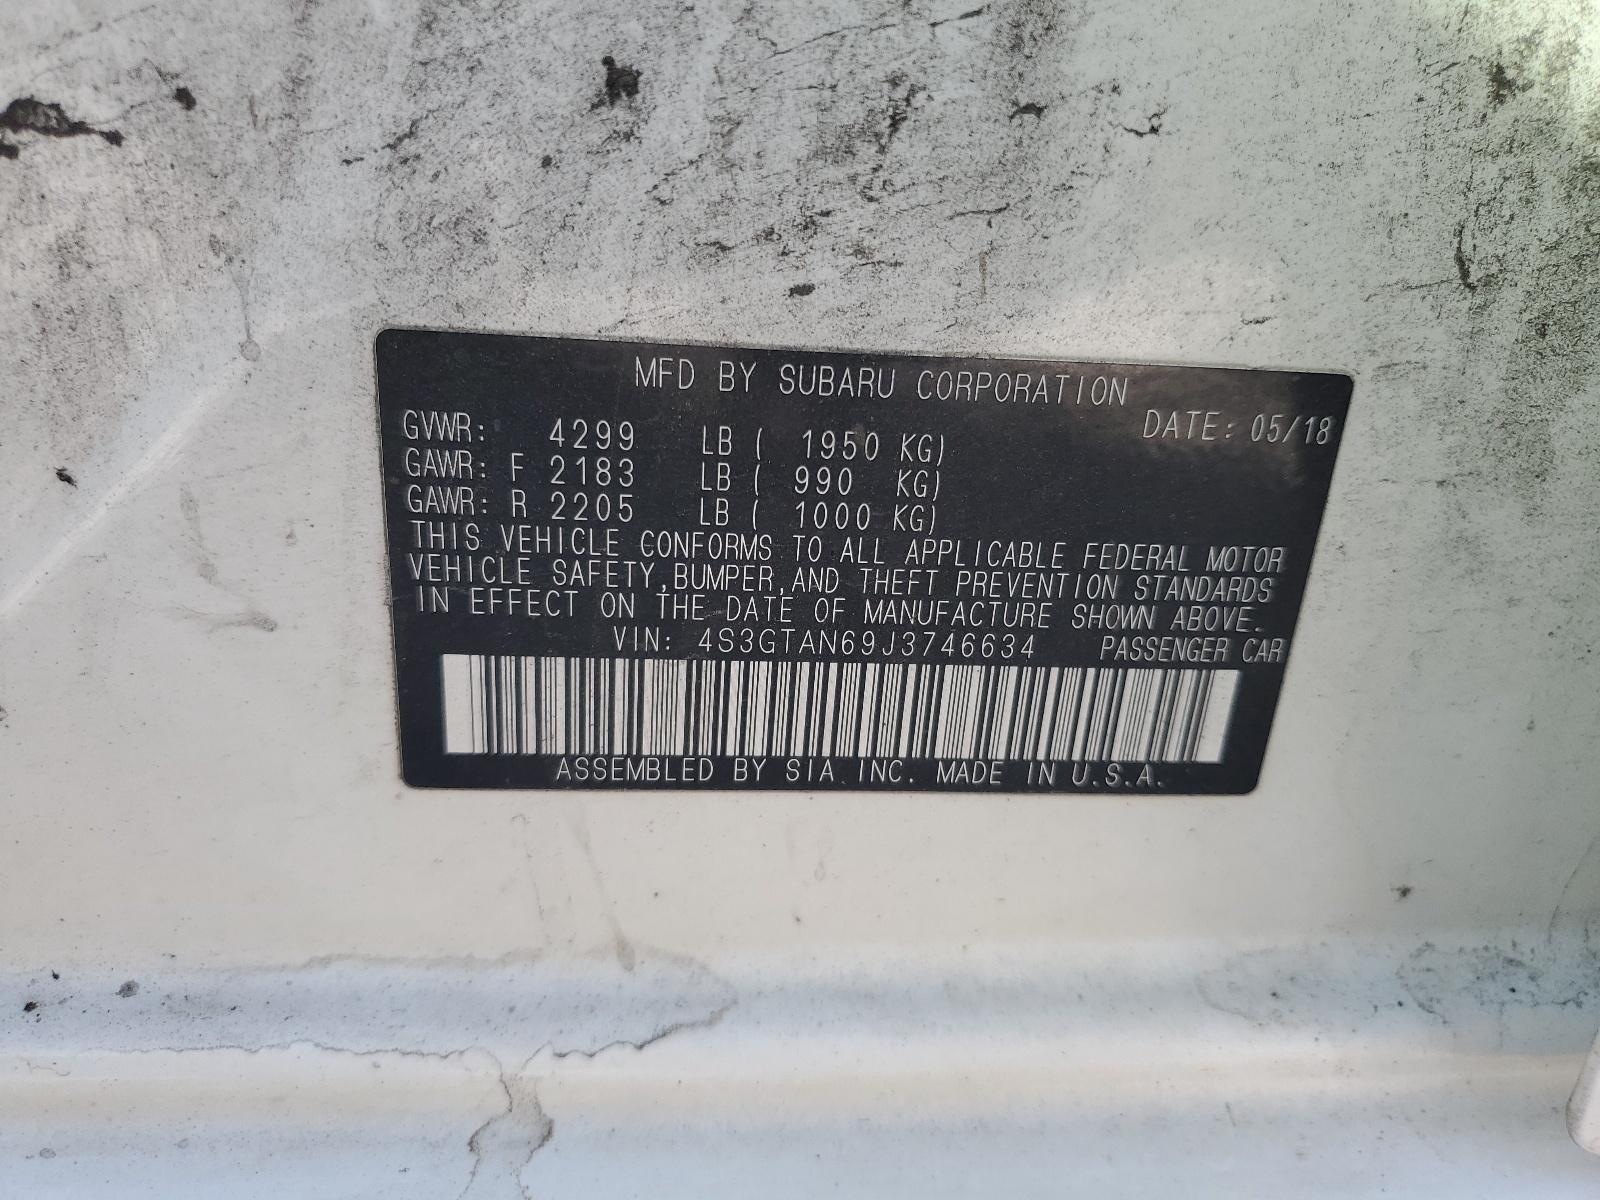 MFD BY SUBARU CORPORATION
DATE: 05/18
GVWR: 4299 LB ( 1950 KG)
GAWR: F 2183 LB ( 990 KG)
GAWR: R 2205 LB ( 1000 KG)
THIS VEHICLE CONFORMS TO ALL APPLICABLE FEDERAL MOTOR
VEHICLE SAFETY,BUMPER,AND THEFT PREVENTION STANDARDS
IN EFFECT ON THE DATE OF MANUFACTURE SHOWN ABOVE.
VIN: 4S3GTAN69J3746634 PASSENGER CAR
ASSEMBLED BY SIA INC. MADE IN U.S.A.